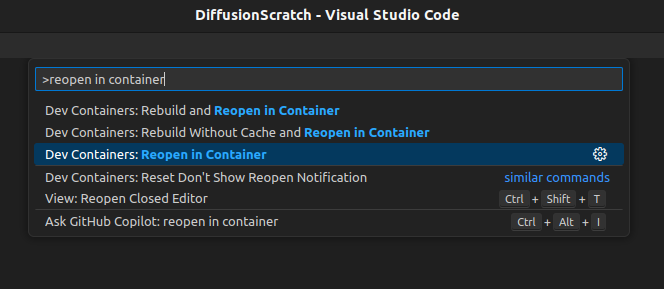 DiffusionScratch - Visual Studio Code
>reopen in container
Dev Containers: Rebuild and Reopen in Container
Dev Containers: Rebuild Without Cache and Reopen in Container
Dev Containers: Reopen in Container
Dev Containers: Reset Don't Show Reopen Notification similar commands
View: Reopen Closed Editor Ctrl + Shift + T
Ask GitHub Copilot: reopen in container Ctrl + Alt + I